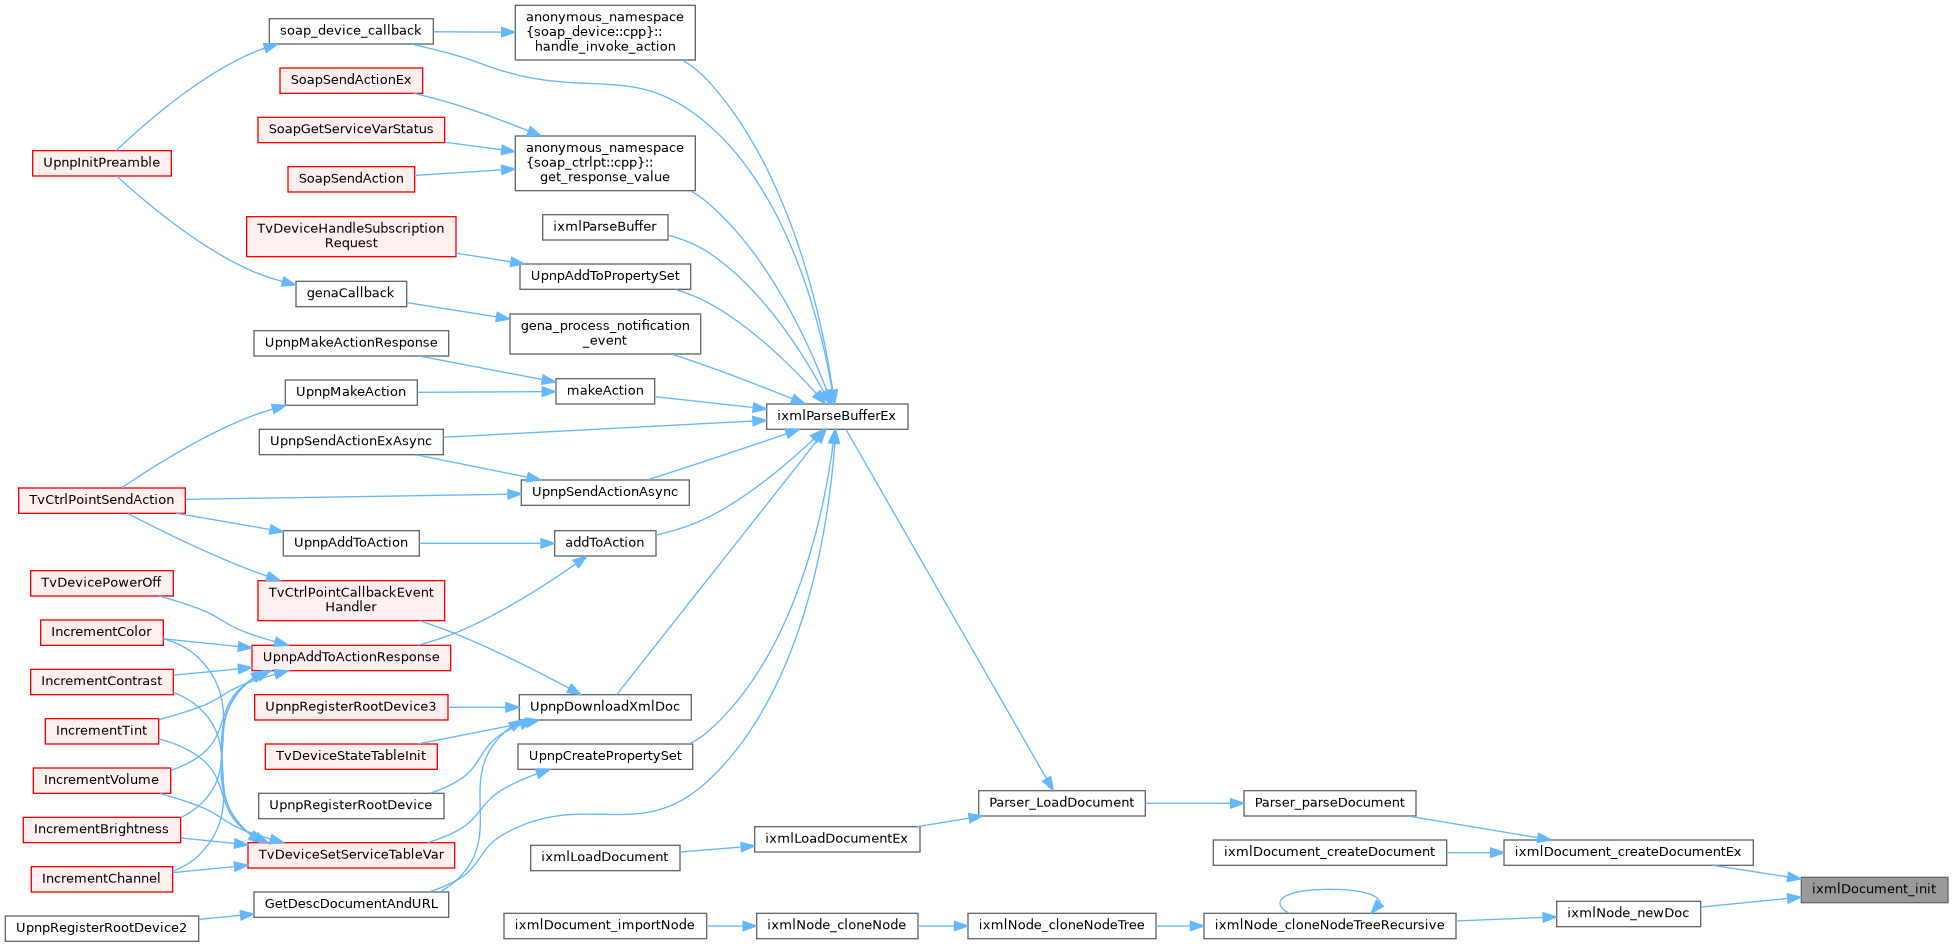 anonymous_namespace
{soap_device::cpp}::
handle_invoke_action
soap_device_callback
SoapSendActionEx
SoapGetServiceVarStatus
anonymous_namespace
{soap_ctrlpt::cpp}::
get_response_value
UpnpInitPreamble
SoapSendAction
TvDeviceHandleSubscription
Request
ixmlParseBuffer
UpnpAddToPropertySet
genaCallback
gena_process_notification
_event
UpnpMakeActionResponse
UpnpMakeAction
makeAction
ixmlParseBufferEx
UpnpSendActionExAsync
TvCtrlPointSendAction
UpnpSendActionAsync
UpnpAddToAction
addToAction
TvDevicePowerOff
TvCtrlPointCallbackEvent
Handler
IncrementColor
UpnpAddToActionResponse
IncrementContrast
UpnpRegisterRootDevice3
UpnpDownloadXmlDoc
IncrementTint
TvDeviceStateTableInit
UpnpCreatePropertySet
IncrementVolume
UpnpRegisterRootDevice
Parser_LoadDocument
Parser_parseDocument
IncrementBrightness
ixmlLoadDocumentEx
TvDeviceSetServiceTableVar
ixmlLoadDocument
ixmlDocument_createDocument
ixmlDocument_createDocumentEx
IncrementChannel
ixmlDocument_init
GetDescDocumentAndURL
ixmlNode_newDoc
UpnpRegisterRootDevice2
ixmlDocument_importNode
ixmlNode_cloneNode
ixmlNode_cloneNodeTree
ixmlNode_cloneNodeTreeRecursive